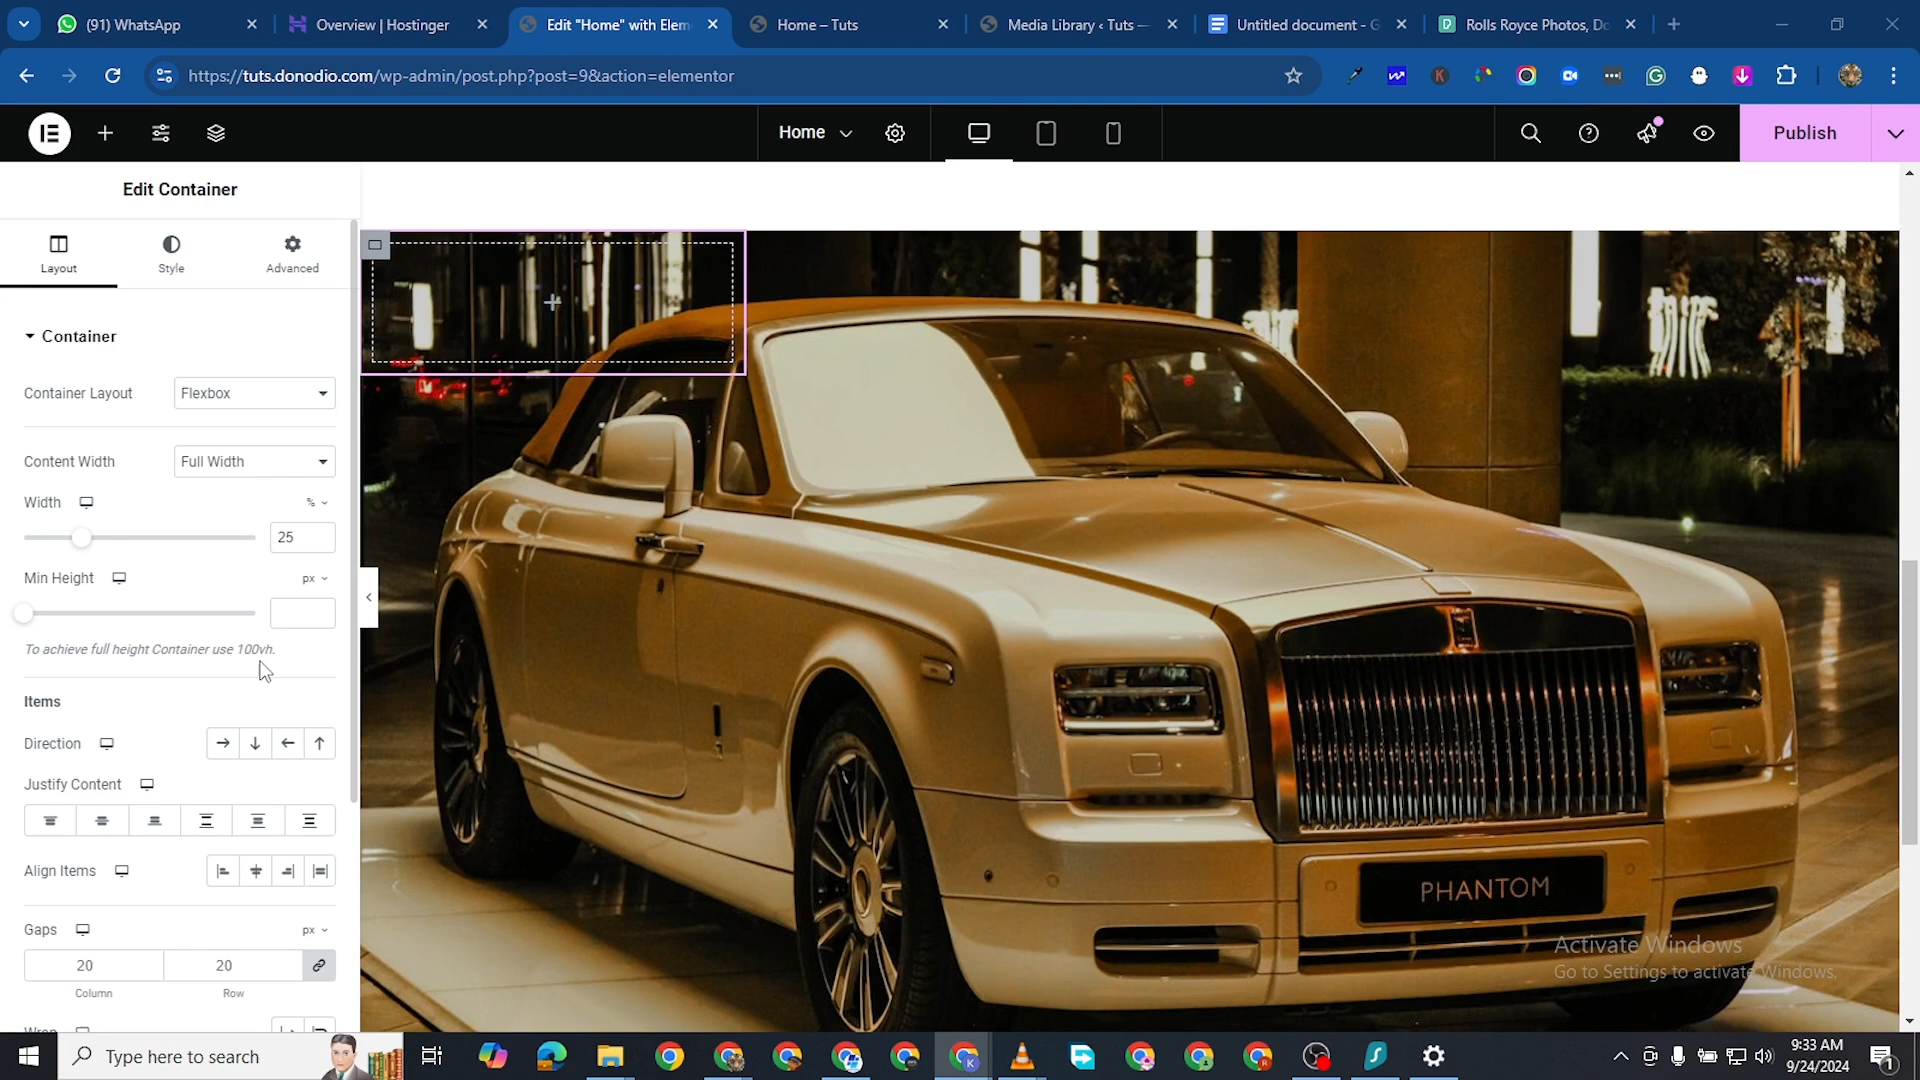 (91) WhatsApp
Overview | Hostinger
Edit "Home" with Elem
Home – Tuts
Media Library ‹ Tuts —
Untitled document - G
Rolls Royce Photos, Do
https://tuts.donodio.com/wp-admin/post.php?post=9&action=elementor
Home
Publish
Edit Container
Layout
Style
Advanced
Container
Container Layout
Flexbox
Content Width
Full Width
Width
%
25
Min Height
px
To achieve full height Container use 100vh.
Items
Direction
Justify Content
Align Items
Gaps
px
20
20
Column
Row
PHANTOM
Activate Windows
Go to Settings to activate Windows.
Type here to search
9:33 AM
9/24/2024
1